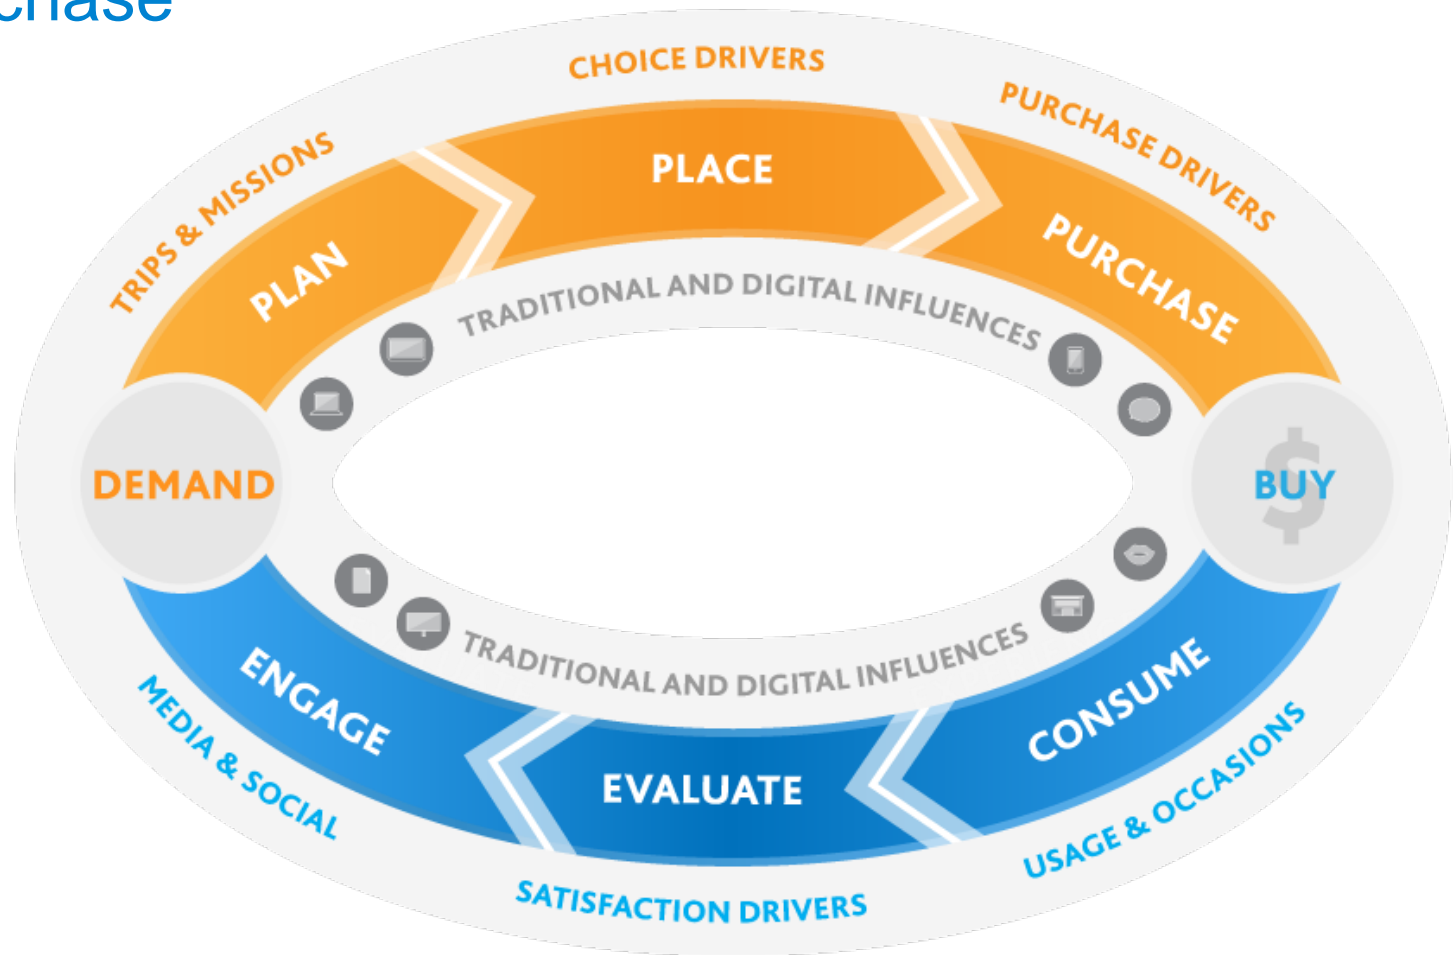 chase
CHOICE DRIVERS
PURCHASE DRIVERS
TRIPS & MISSIONS
PLAN
PLACE
PURCHASE
TRADITIONAL AND DIGITAL INFLUENCES
DEMAND
$
BUY
TRADITIONAL AND DIGITAL INFLUENCES
ENGAGE
EVALUATE
CONSUME
MEDIA & SOCIAL
SATISFACTION DRIVERS
USAGE & OCCASIONS